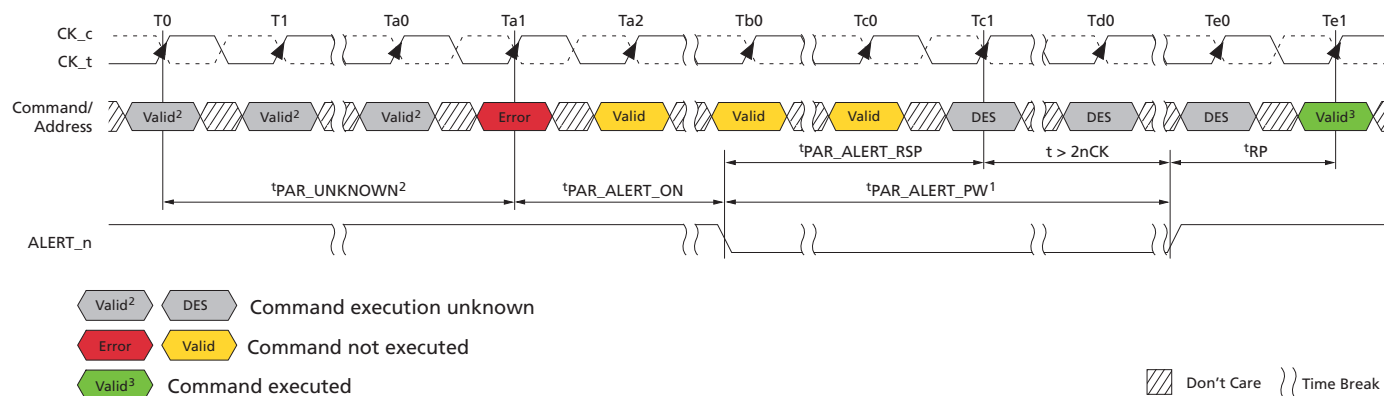 T0 T1 Ta0 Ta1 Ta2 Tb0 Tc0 Tc1 Td0 Te0 Te1
CK_c
CK_t
Command/
Address
Valid² Valid² Valid² Error Valid Valid Valid DES DES DES Valid³
ᵗPAR_ALERT_RSP t > 2nCK ᵗRP
ᵗPAR_UNKNOWN² ᵗPAR_ALERT_ON ᵗPAR_ALERT_PW¹
ALERT_n
Valid² DES Command execution unknown
Error Valid Command not executed
Valid³ Command executed
Don't Care Time Break